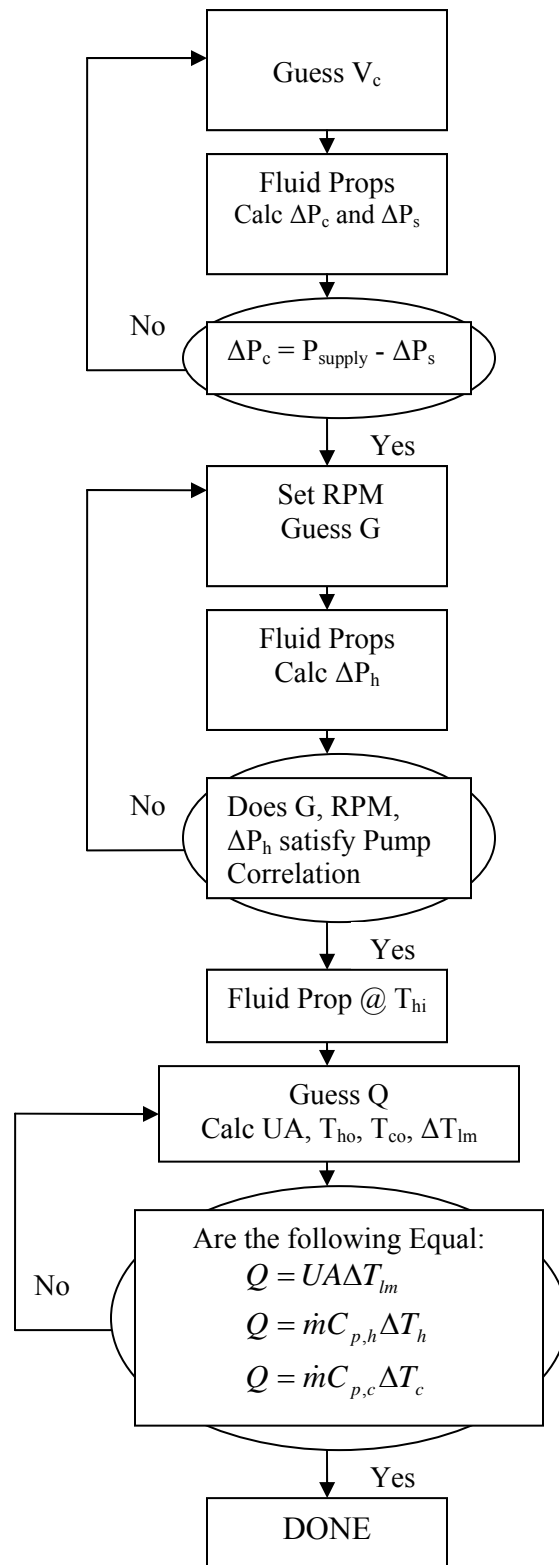 Guess V_c
Fluid Props
Calc ΔP_c and ΔP_s
No
ΔP_c = P_supply - ΔP_s
Yes
Set RPM
Guess G
Fluid Props
Calc ΔP_h
No
Does G, RPM,
ΔP_h satisfy Pump
Correlation
Yes
Fluid Prop @ T_hi
Guess Q
Calc UA, T_ho, T_co, ΔT_lm
Are the following Equal:
No
Q = UAΔT_lm
Q = ṁC_p,hΔT_h
Q = ṁC_p,cΔT_c
Yes
DONE